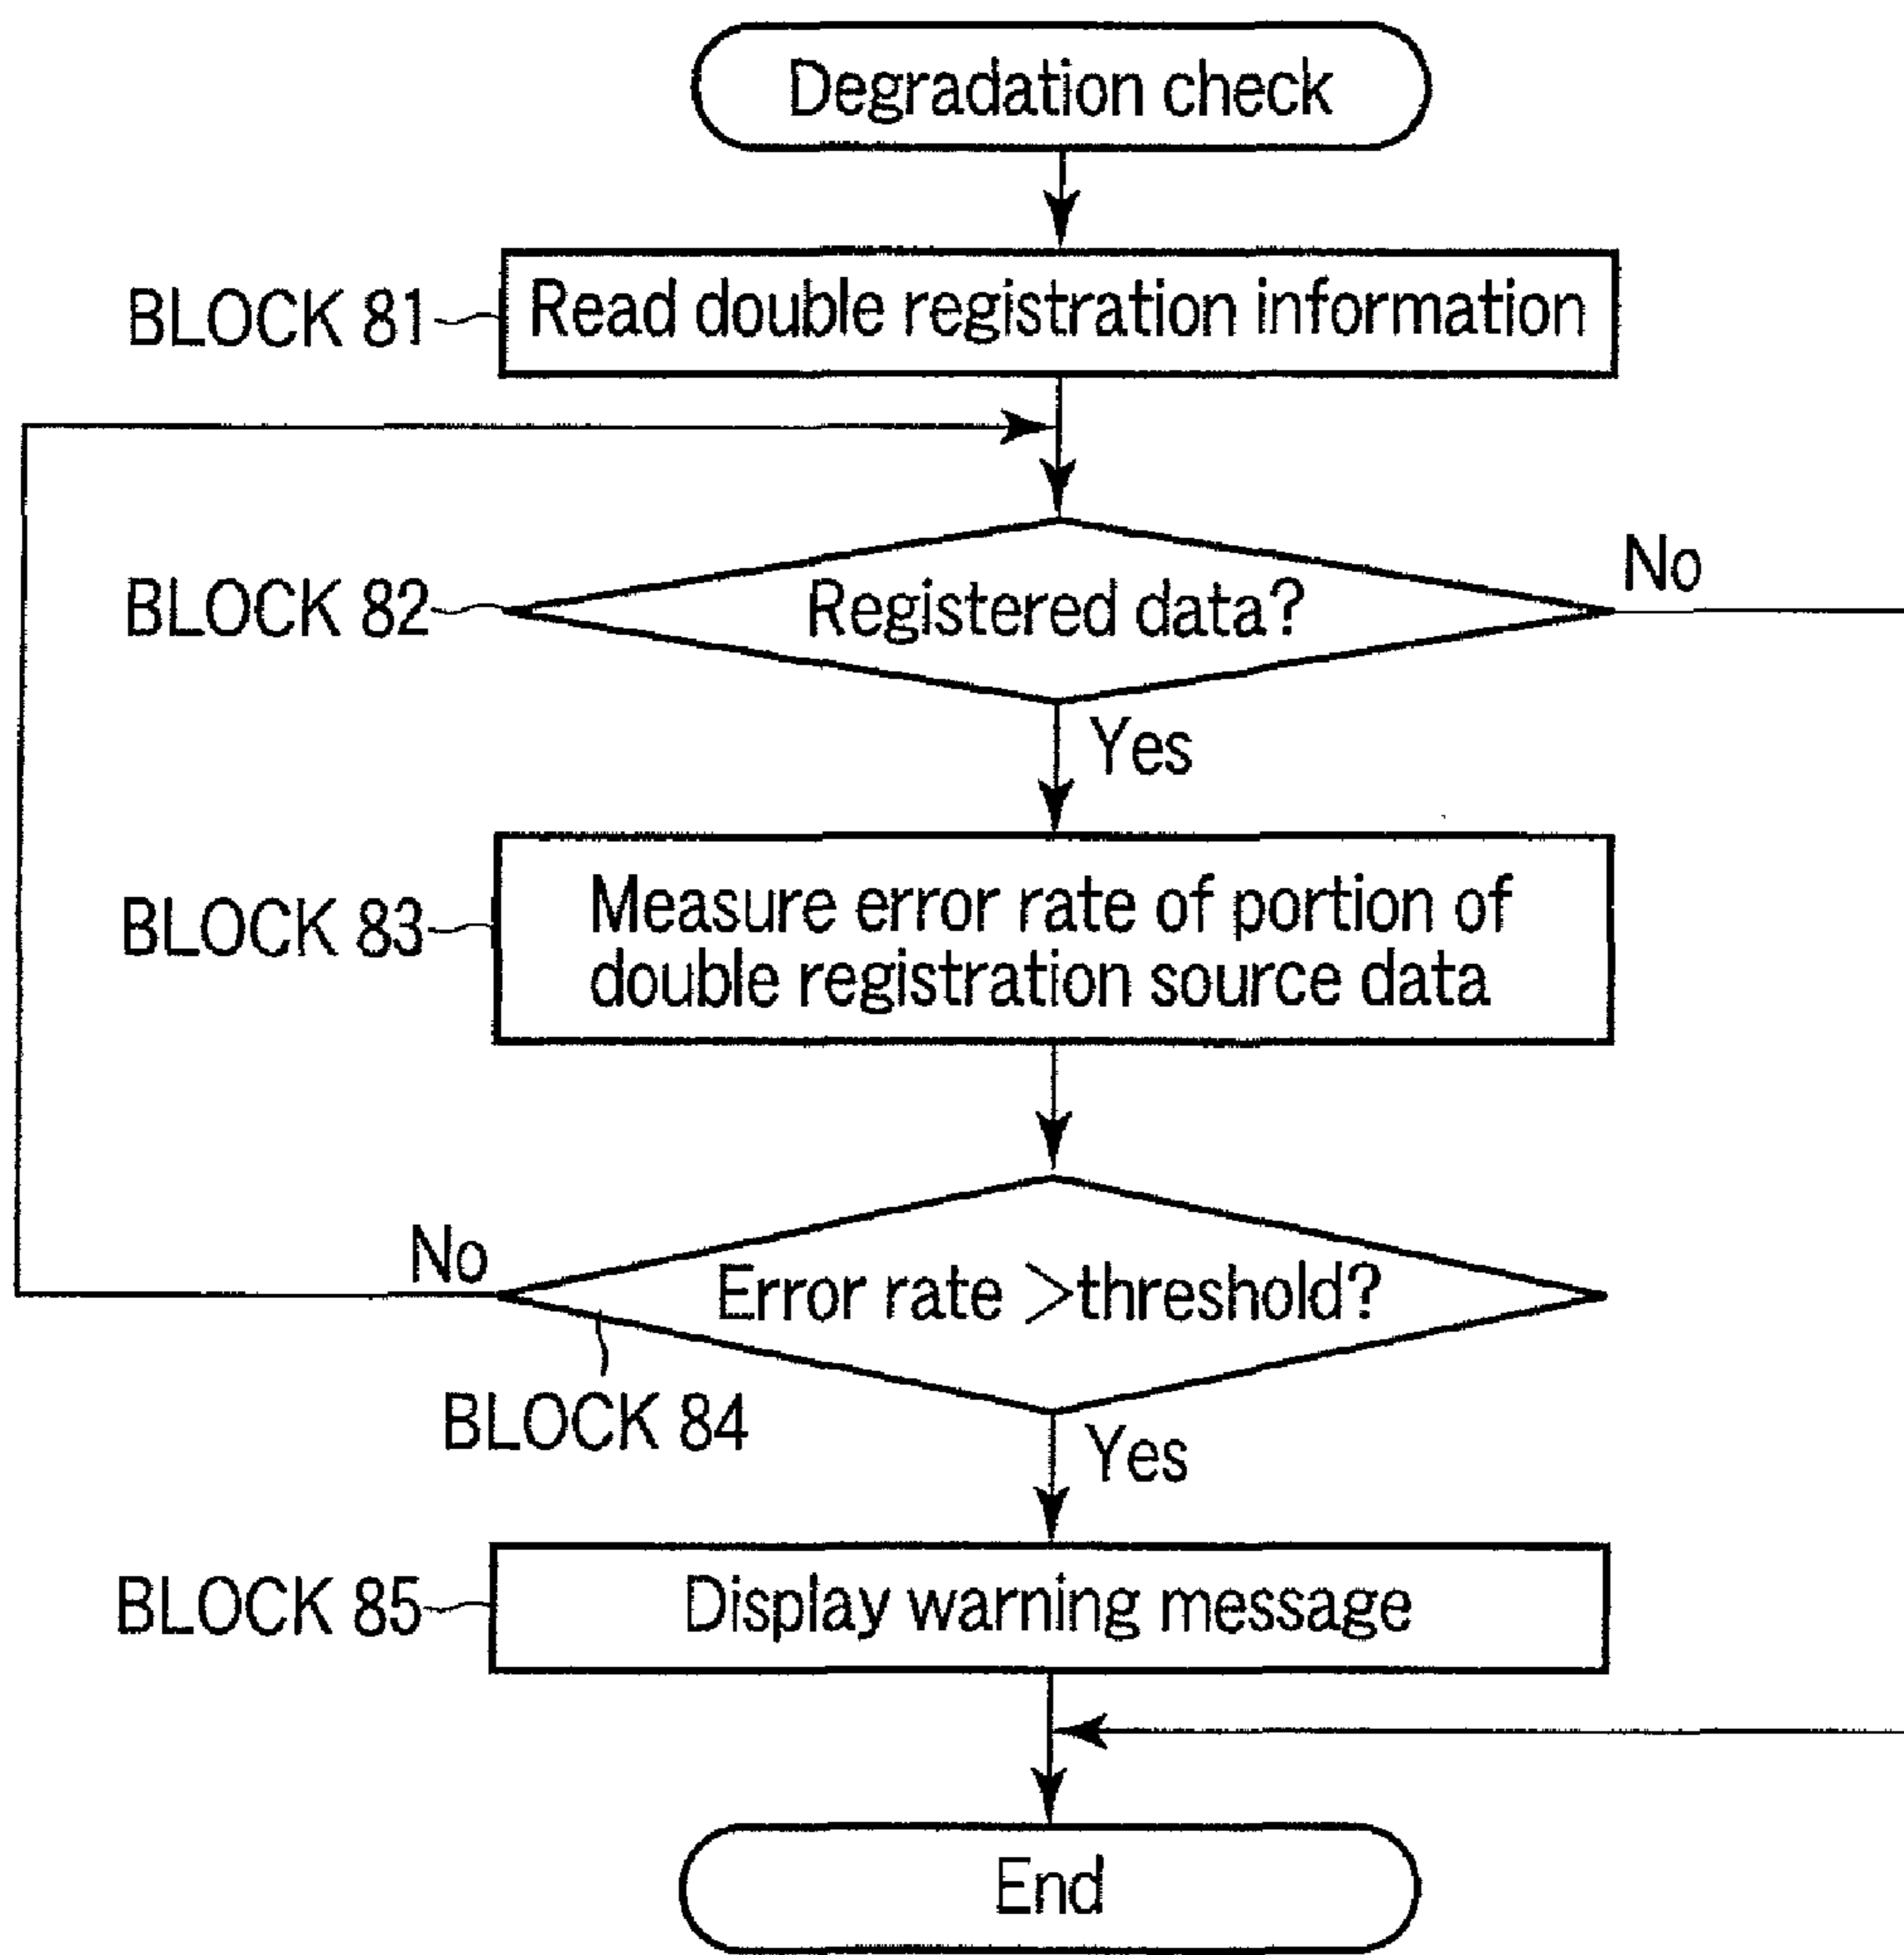 Degradation check
BLOCK 81
Read double registration information
BLOCK 82
Registered data?
No
Yes
BLOCK 83
Measure error rate of portion of
double registration source data
No
Error rate >threshold?
BLOCK 84
Yes
BLOCK 85
Display warning message
End